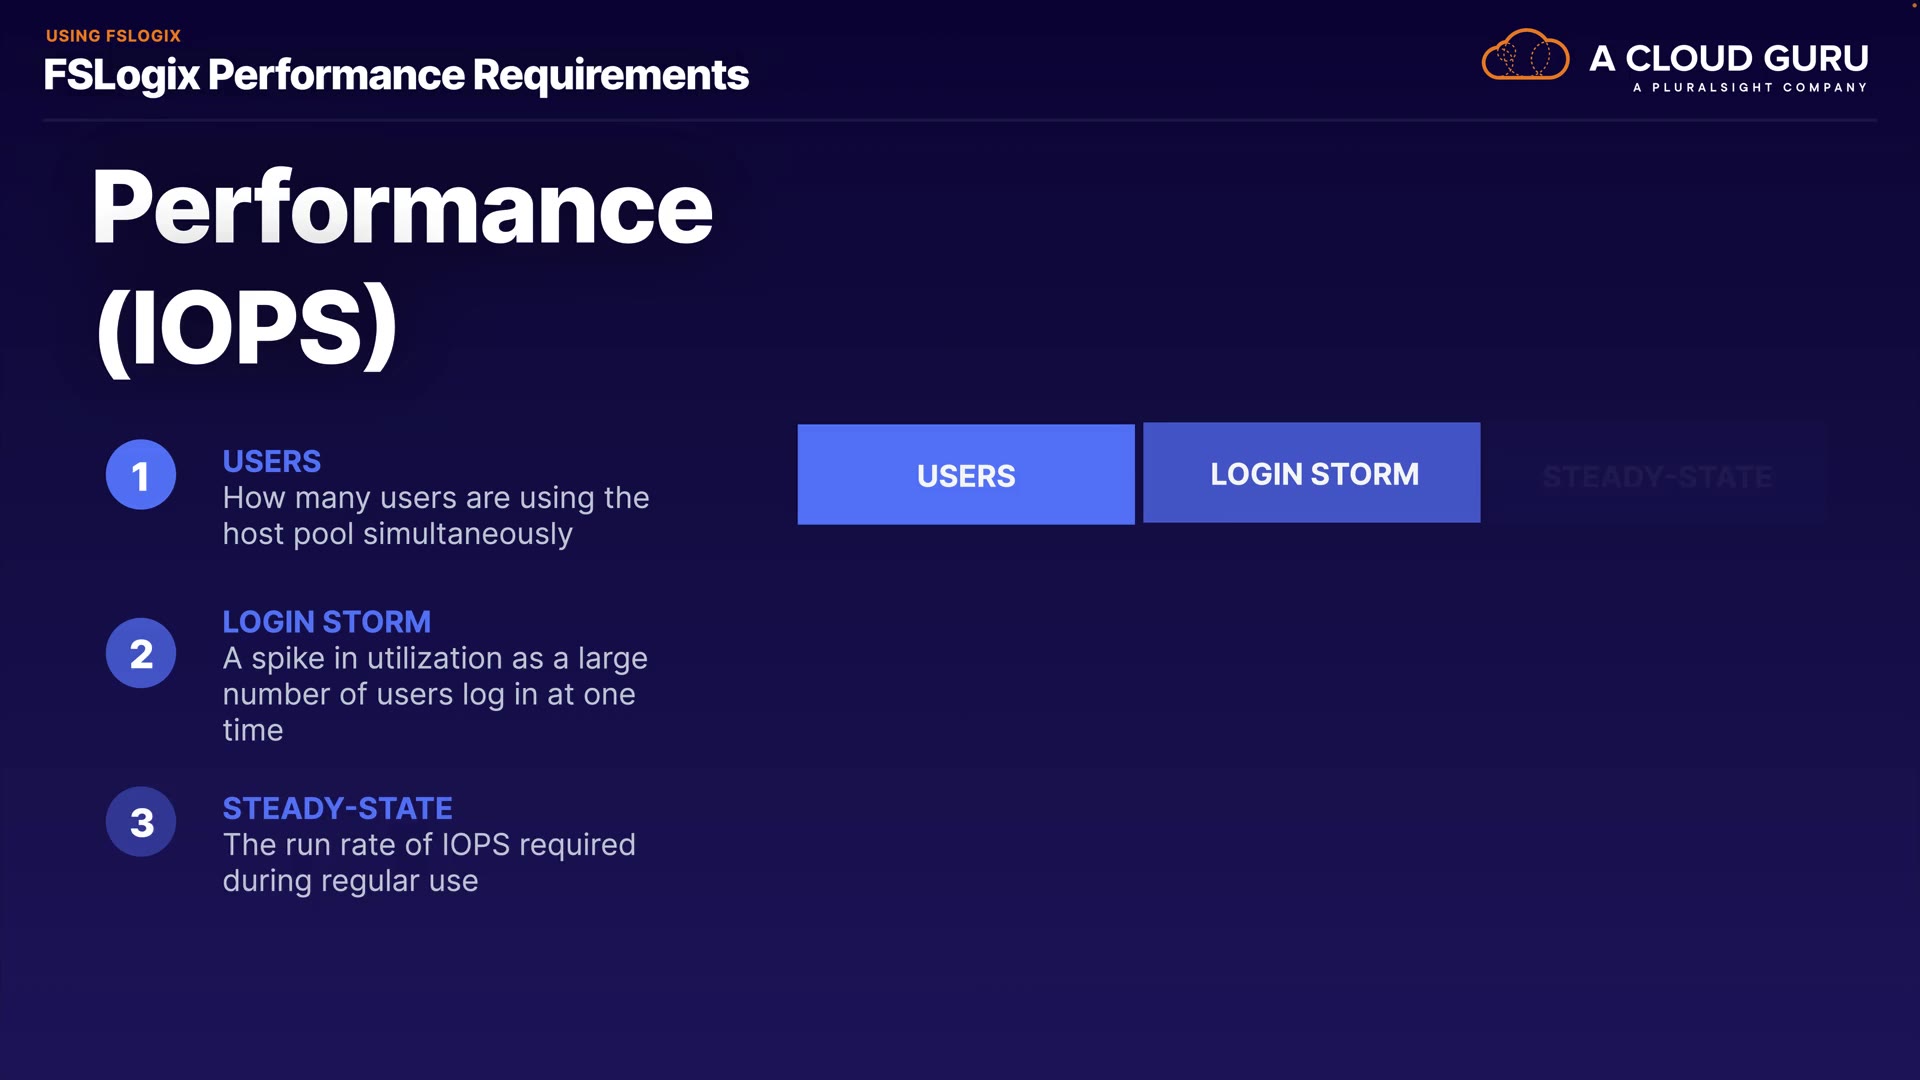 USING FSLOGIX
FSLogix Performance Requirements
A CLOUD GURU
A PLURALSIGHT COMPANY
Performance
(IOPS)
1
USERS
How many users are using the
host pool simultaneously
2
LOGIN STORM
A spike in utilization as a large
number of users log in at one
time
3
STEADY-STATE
The run rate of IOPS required
during regular use
USERS
LOGIN STORM
STEADY-STATE